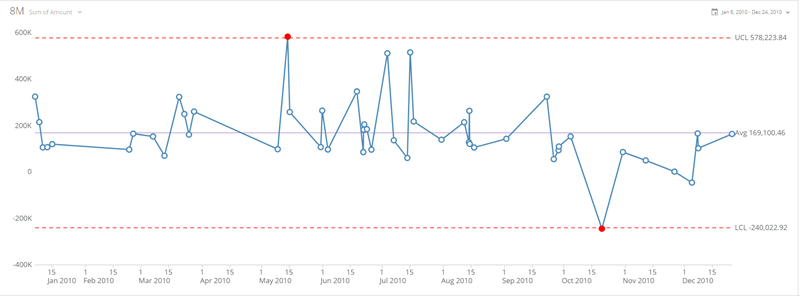 8M Sum of Amount
Jan 6, 2010 - Dec 24, 2010
600K
UCL 578,223.84
400K
200K
Avg 169,100.46
0
-200K
LCL -240,022.92
-400K
15 1 15 1 15 1 15 1 15 1 15 1 15 1 15 1 15 1 15 1 15 1 15
Jan 2010 Feb 2010 Mar 2010 Apr 2010 May 2010 Jun 2010 Jul 2010 Aug 2010 Sep 2010 Oct 2010 Nov 2010 Dec 2010